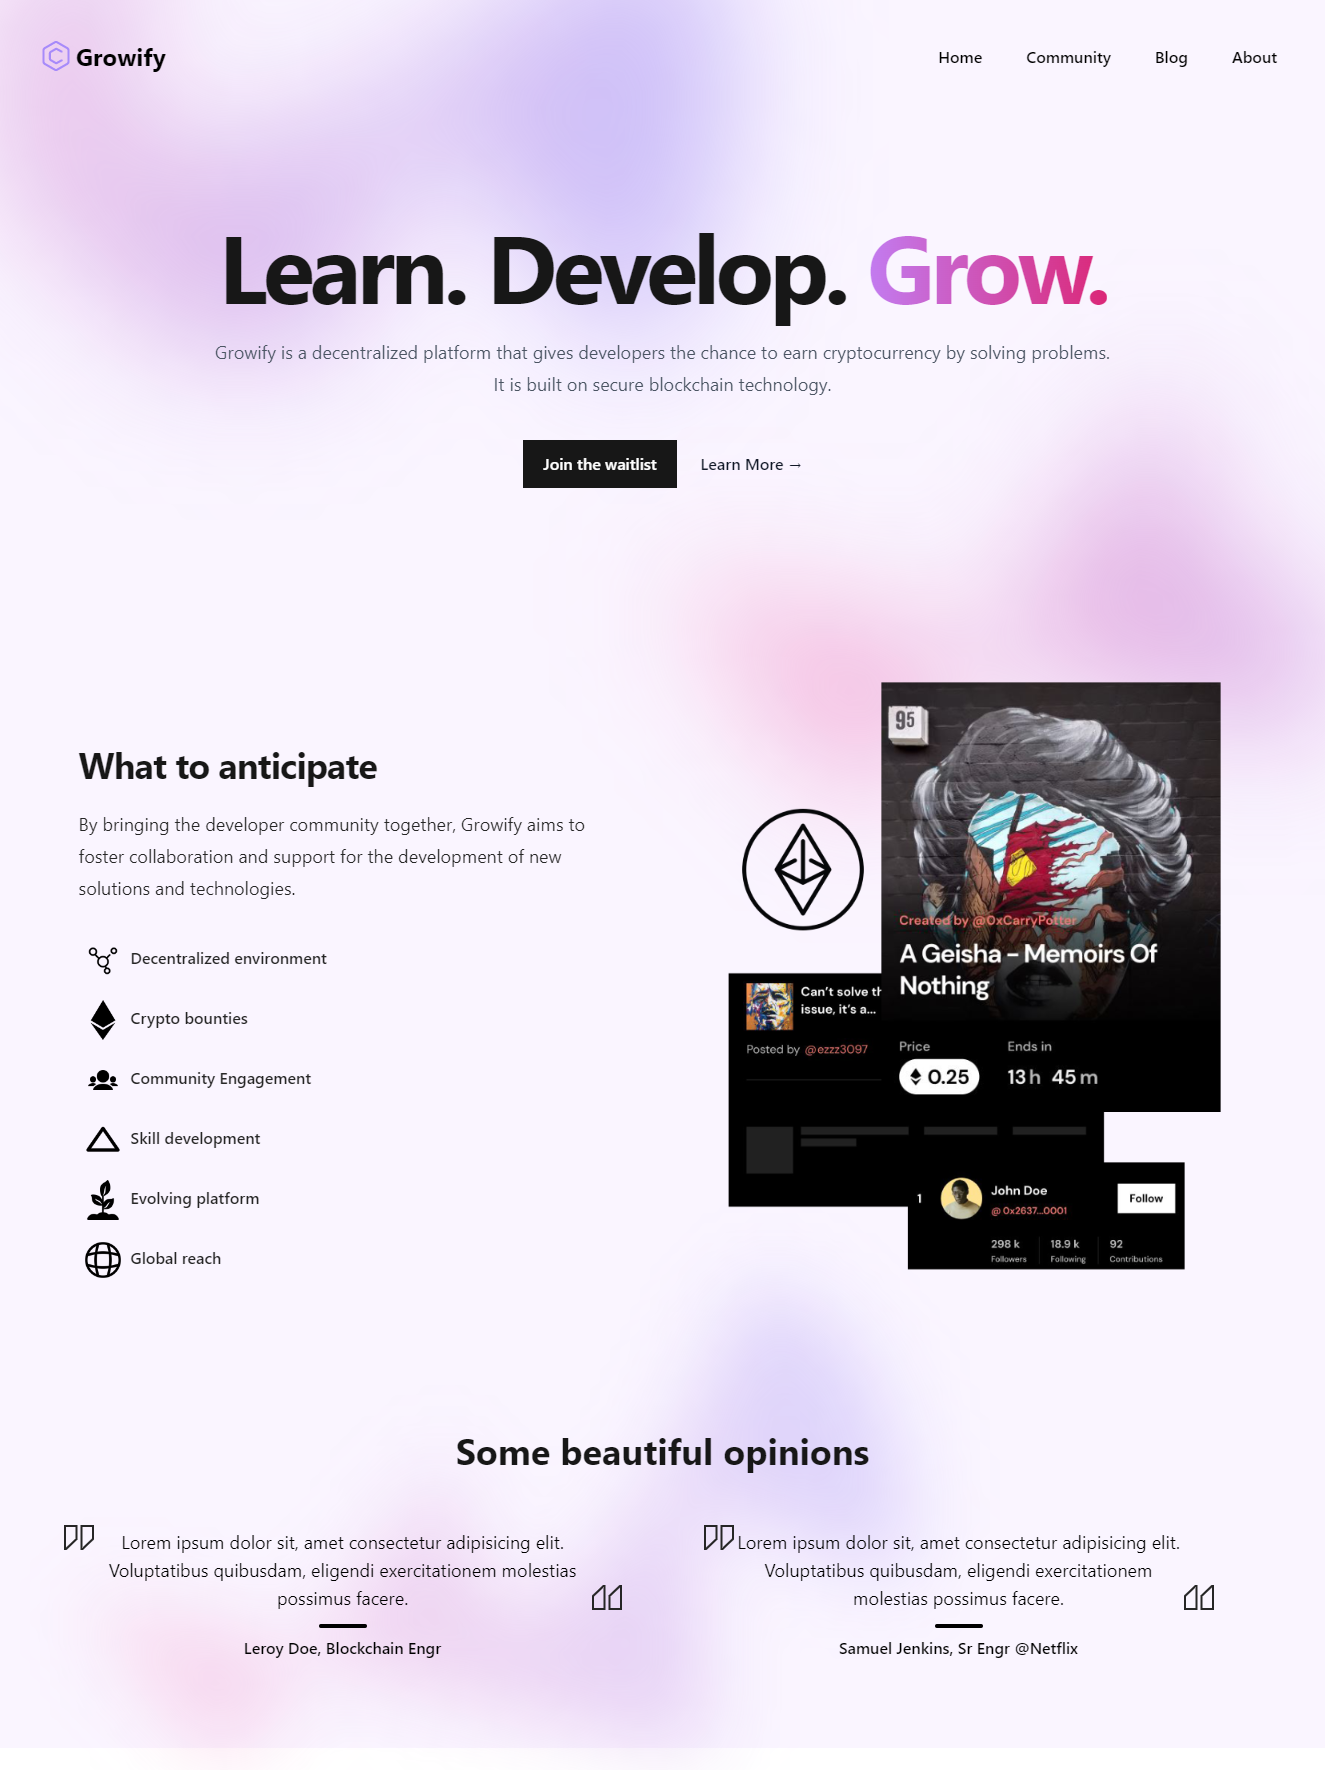 Growify
Home Community Blog About
Learn. Develop. Grow.
Growify is a decentralized platform that gives developers the chance to earn cryptocurrency by solving problems.
It is built on secure blockchain technology.
Join the waitlist
Learn More →
What to anticipate
By bringing the developer community together, Growify aims to
foster collaboration and support for the development of new
solutions and technologies.
Decentralized environment
Crypto bounties
Community Engagement
Skill development
Evolving platform
Global reach
95
Created by @0xCarryPotter
A Geisha – Memoirs Of
Nothing
Price
Ends in
0.25
13h 45m
Can't solve th
issue, it's a...
Posted by @ezzz3097
1
John Doe
@0x2637...0001
Follow
298 k
18.9 k
92
Followers
Following
Contributions
Some beautiful opinions
Lorem ipsum dolor sit, amet consectetur adipisicing elit.
Voluptatibus quibusdam, eligendi exercitationem molestias
possimus facere.
Leroy Doe, Blockchain Engr
Lorem ipsum dolor sit, amet consectetur adipisicing elit.
Voluptatibus quibusdam, eligendi exercitationem
molestias possimus facere.
Samuel Jenkins, Sr Engr @Netflix